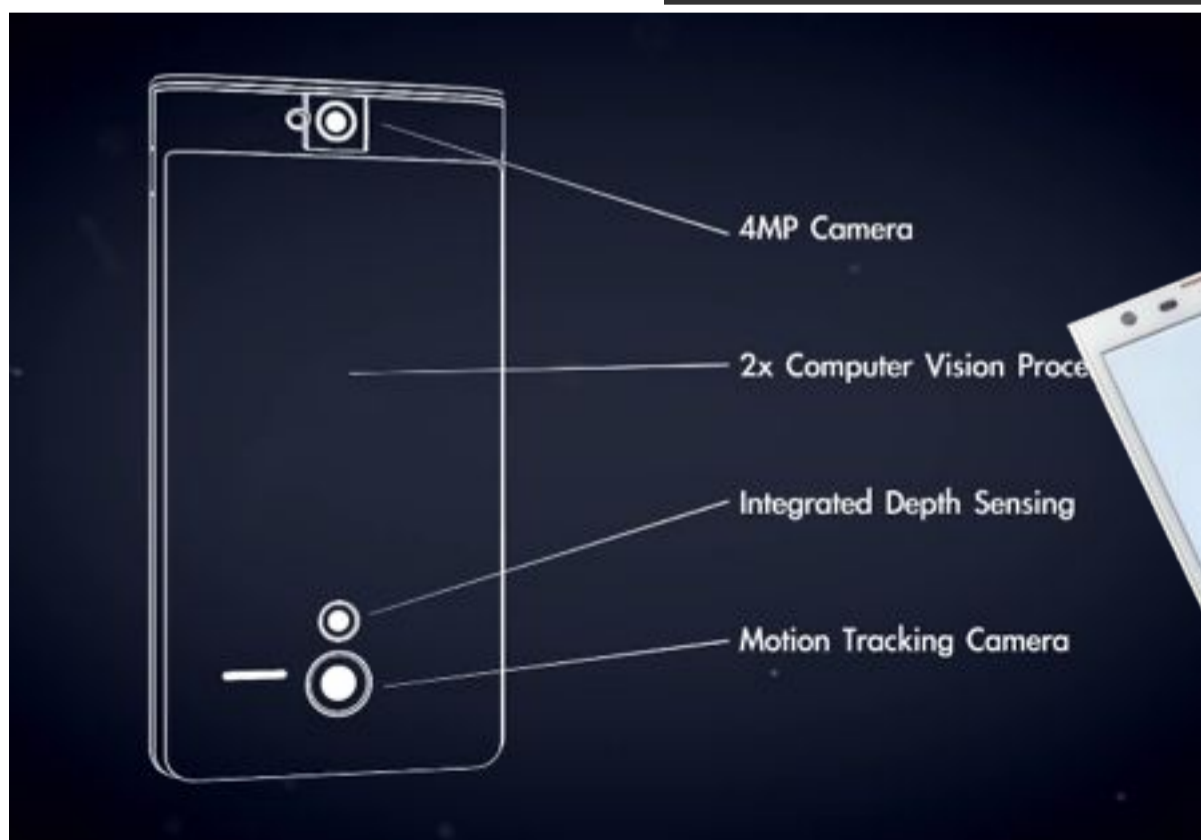 4MP Camera
2x Computer Vision Proce
Integrated Depth Sensing
Motion Tracking Camera